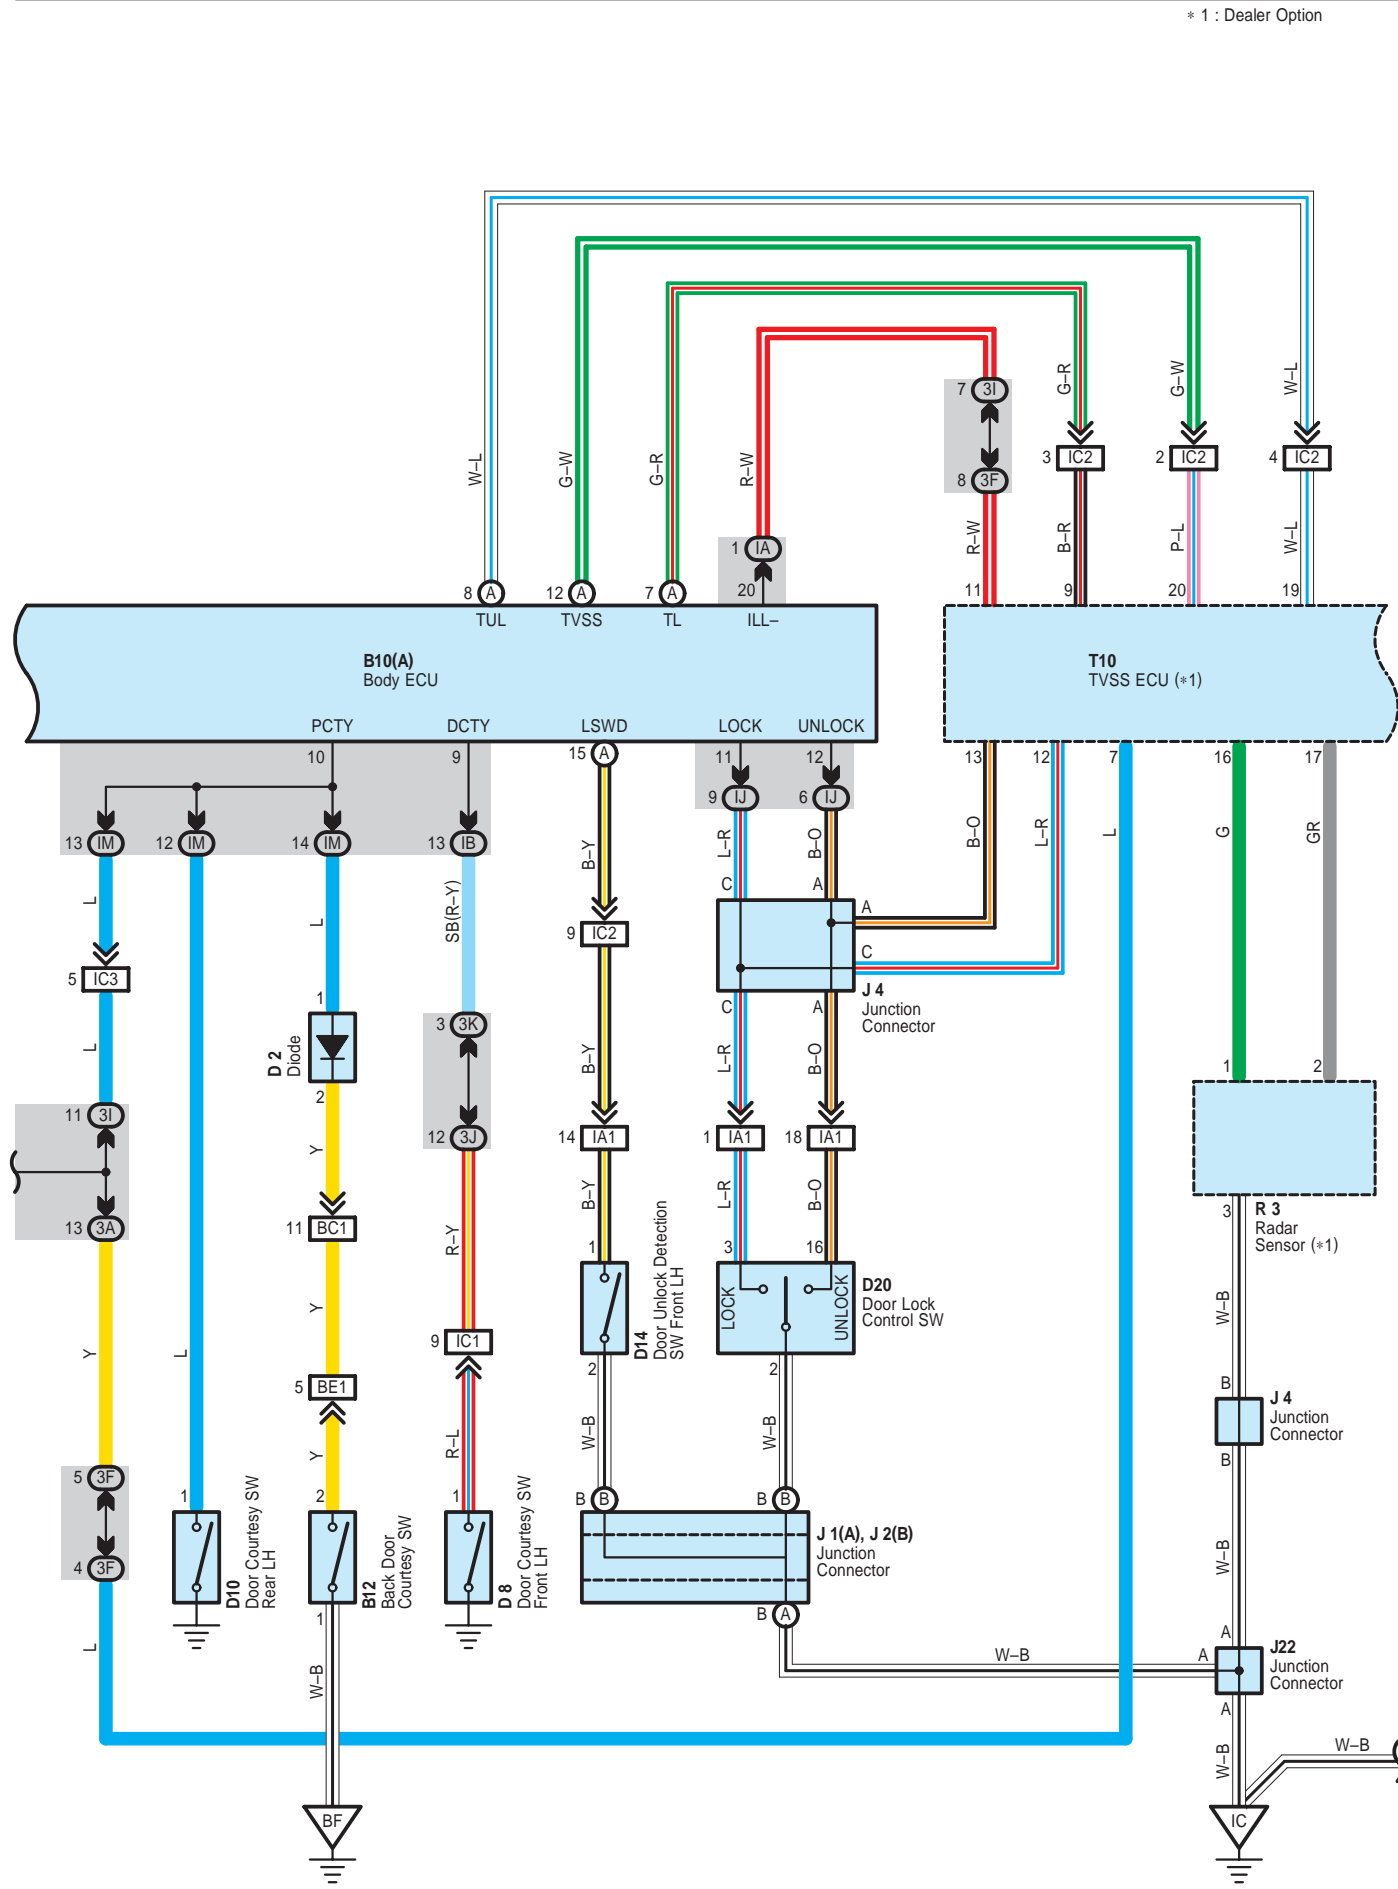 * 1 : Dealer Option
W–L
G–W
G–R
R–W
7 3I
8 3F
R–W
G–R
G–W
W–L
3 IC2
2 IC2
4 IC2
B–R
P–L
W–L
1 IA
8 A
12 A
7 A
20
11
9
20
19
TUL
TVSS
TL
ILL–
B10(A)
Body ECU
T10
TVSS ECU (*1)
PCTY
DCTY
LSWD
LOCK
UNLOCK
10
9
15 A
11
12
13
12
7
16
17
9 IJ
6 IJ
13 IM
12 IM
14 IM
13 IB
L
L
SB(R–Y)
B–Y
L–R
B–O
B–O
L–R
L
G
GR
C
A
A
C
5 IC3
9 IC2
J 4
Junction
Connector
C
A
1
D 2
Diode
2
3 3K
12 3J
L
B–Y
L–R
B–O
11 3I
13 3A
14 IA1
1 IA1
18 IA1
1
2
R 3
Radar
Sensor (*1)
3
Y
11 BC1
R–Y
B–Y
L–R
B–O
1
3
16
D14
Door Unlock Detection
SW Front LH
LOCK
UNLOCK
D20
Door Lock
Control SW
2
2
Y
L
Y
9 IC1
5 BE1
Y
R–L
W–B
W–B
W–B
B
J 4
Junction
Connector
B
5 3F
4 3F
1
2
1
D10
Door Courtesy SW
Rear LH
B12
Back Door
Courtesy SW
D 8
Door Courtesy SW
Front LH
B B
B B
J 1(A), J 2(B)
Junction
Connector
B A
W–B
1
L
W–B
W–B
A
A
J22
Junction
Connector
A
W–B
W–B
BF
IC